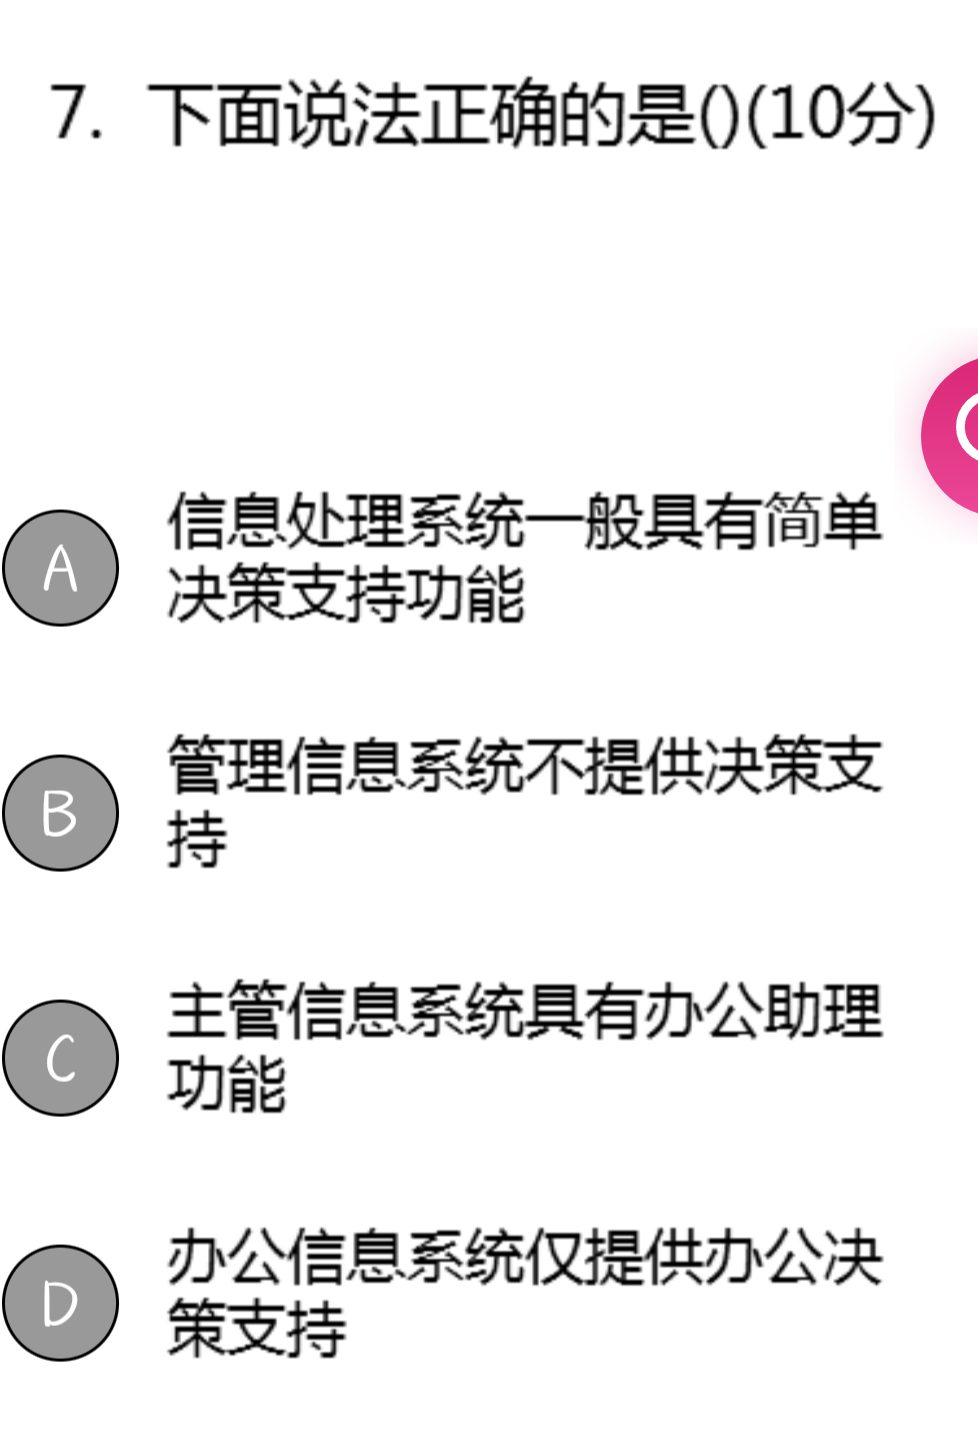 7. 下面说法正确的是()(10分)
A
信息处理系统一般具有简单
决策支持功能
B
管理信息系统不提供决策支
持
C
主管信息系统具有办公助理
功能
D
办公信息系统仅提供办公决
策支持